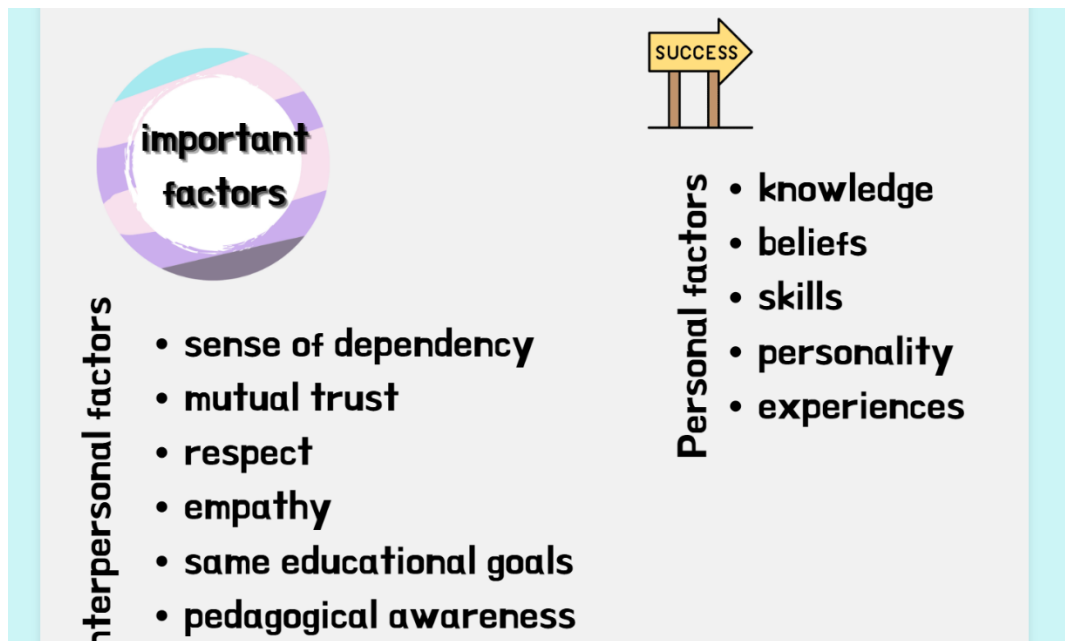 important
factors
SUCCESS
Personal factors
• knowledge
• beliefs
• skills
• personality
• experiences
nterpersonal factors
• sense of dependency
• mutual trust
• respect
• empathy
• same educational goals
• pedagogical awareness